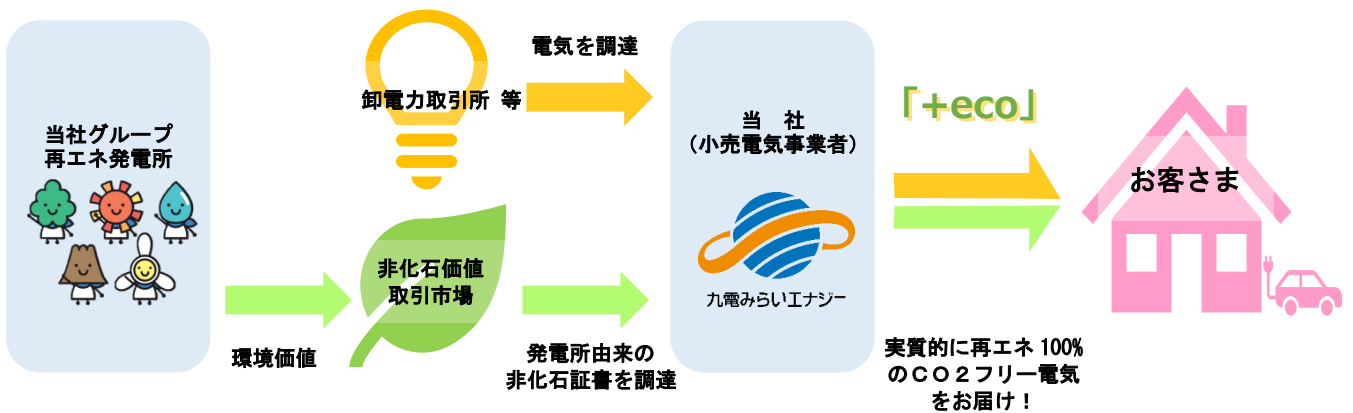 当社グループ
再エネ発電所
環境価値
卸電力取引所 等
電気を調達
非化石価値
取引市場
発電所由来の
非化石証書を調達
当 社
（小売電気事業者）
九電みらいエナジー
「+eco」
お客さま
実質的に再エネ100%
のＣＯ２フリー電気
をお届け！